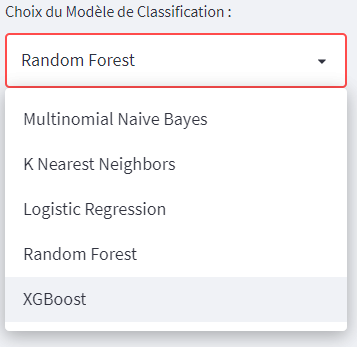 Choix du Modèle de Classification :
Random Forest
Multinomial Naive Bayes
K Nearest Neighbors
Logistic Regression
Random Forest
XGBoost